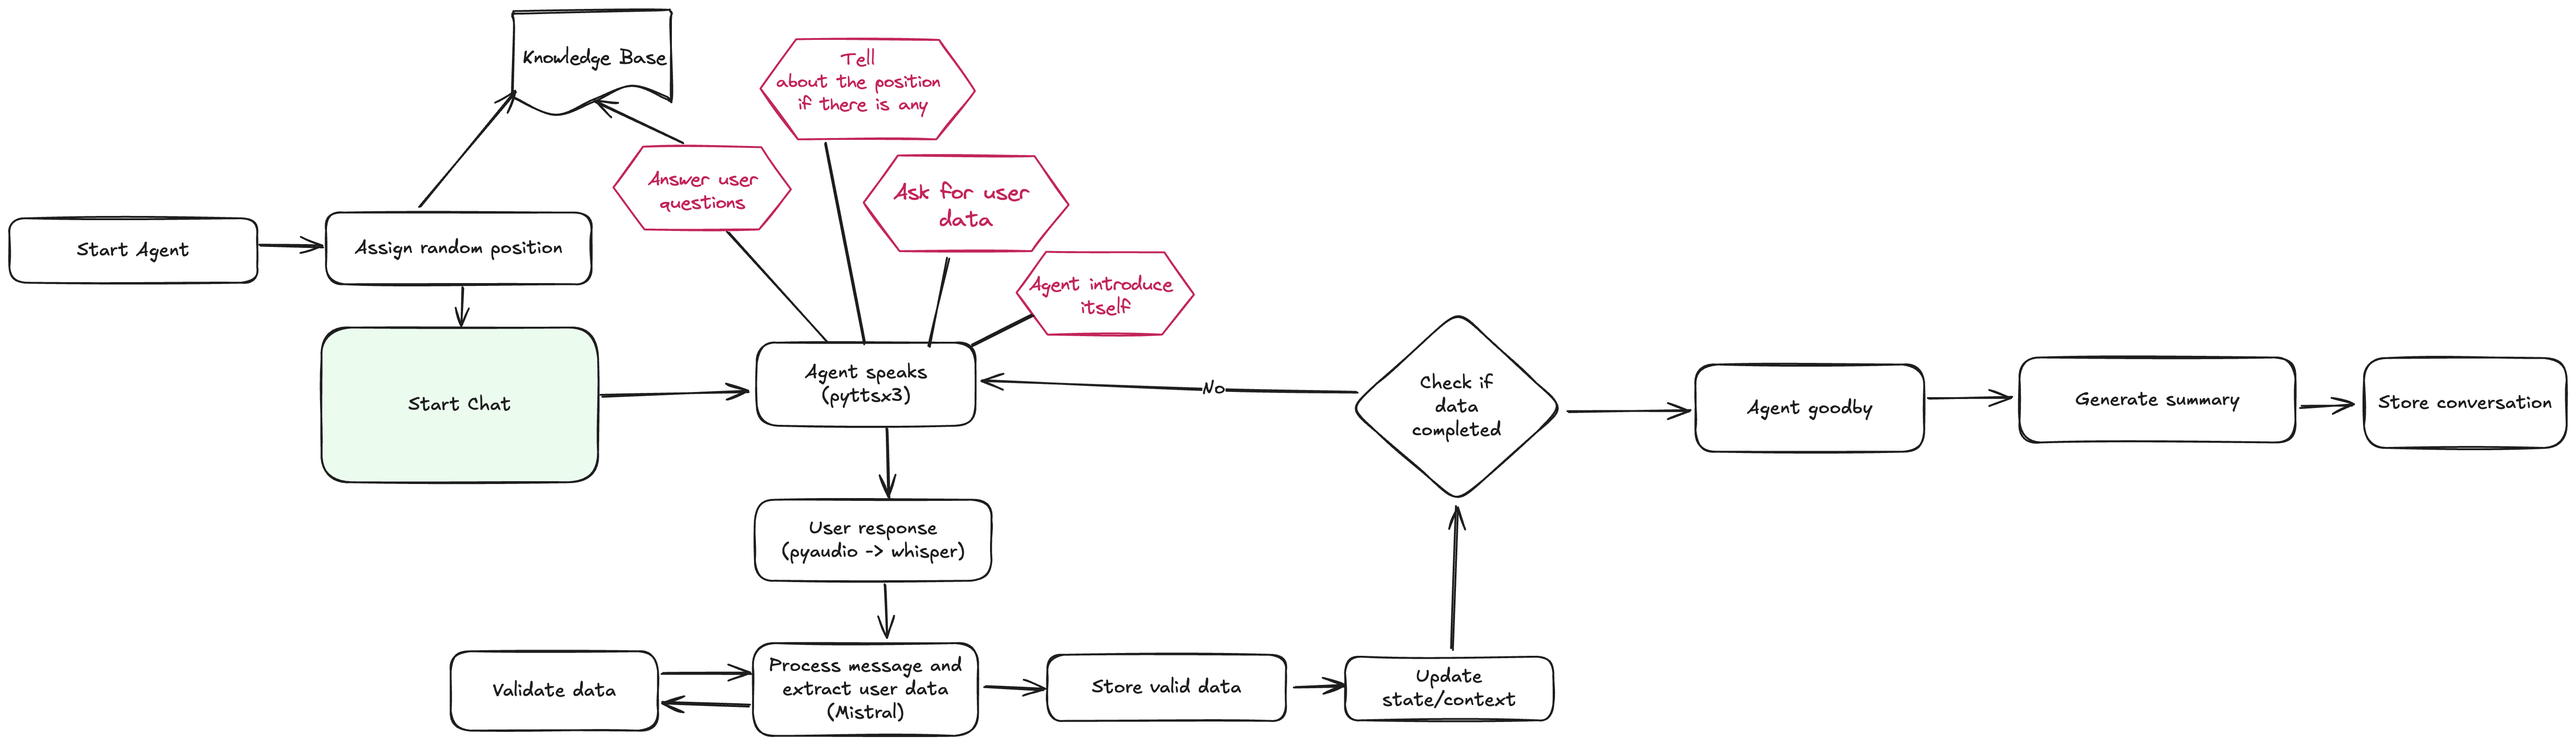 Knowledge Base
Tell
about the position
if there is any
Answer user
questions
Ask for user
data
Agent introduce
itself
Start Agent
Assign random position
Start Chat
Agent speaks
(pyttsx3)
No
Check if
data
completed
Agent goodby
Generate summary
Store conversation
User response
(pyaudio -> whisper)
Validate data
Process message and
extract user data
(Mistral)
Store valid data
Update
state/context